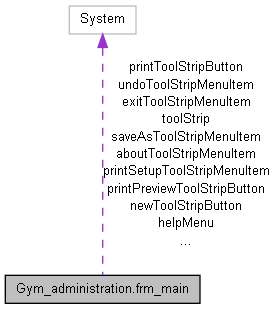 System
printToolStripButton
undoToolStripMenuItem
exitToolStripMenuItem
toolStrip
saveAsToolStripMenuItem
aboutToolStripMenuItem
printSetupToolStripMenuItem
printPreviewToolStripButton
newToolStripButton
helpMenu
...
Gym_administration.frm_main